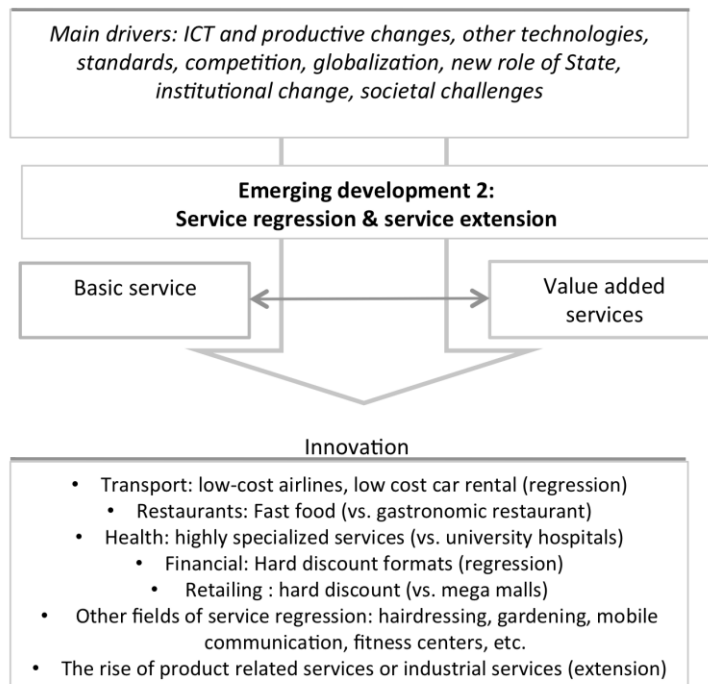 Main drivers: ICT and productive changes, other technologies,
standards, competition, globalization, new role of State,
institutional change, societal challenges
Emerging development 2:
Service regression & service extension
Basic service
Value added
services
Innovation
• Transport: low-cost airlines, low cost car rental (regression)
• Restaurants: Fast food (vs. gastronomic restaurant)
• Health: highly specialized services (vs. university hospitals)
• Financial: Hard discount formats (regression)
• Retailing : hard discount (vs. mega malls)
• Other fields of service regression: hairdressing, gardening, mobile
communication, fitness centers, etc.
• The rise of product related services or industrial services (extension)